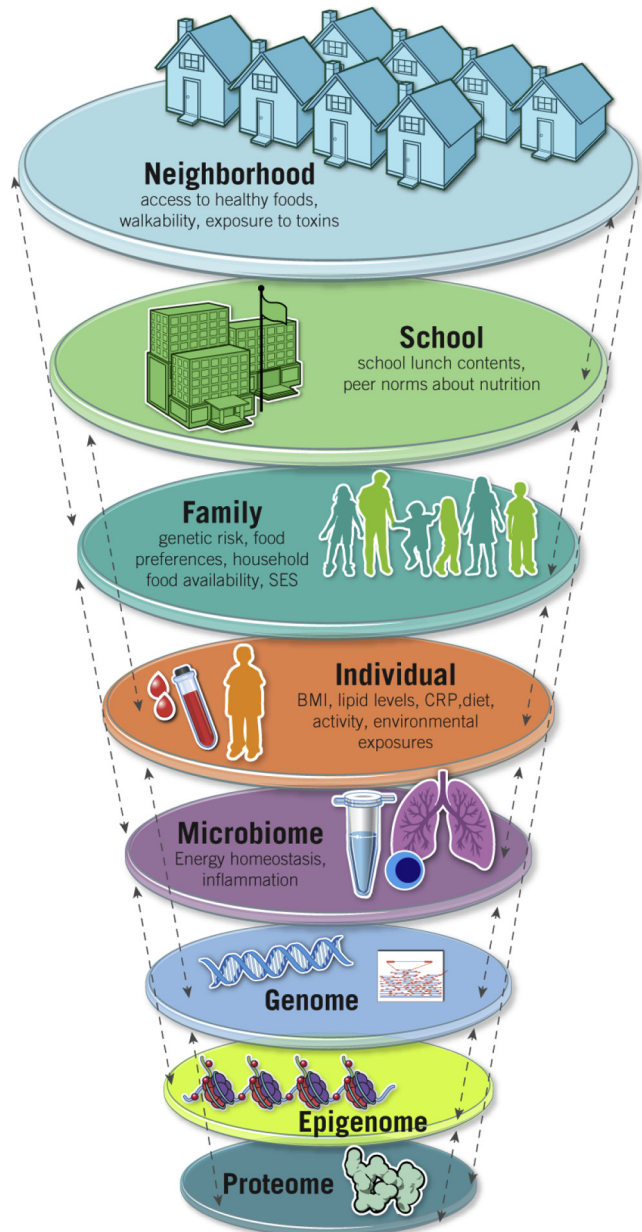 Neighborhood
access to healthy foods,
walkability, exposure to toxins
School
school lunch contents,
peer norms about nutrition
Family
genetic risk, food
preferences, household
food availability, SES
Individual
BMI, lipid levels, CRP,diet,
activity, environmental
exposures
Microbiome
Energy homeostasis,
inflammation
Genome
Epigenome
Proteome